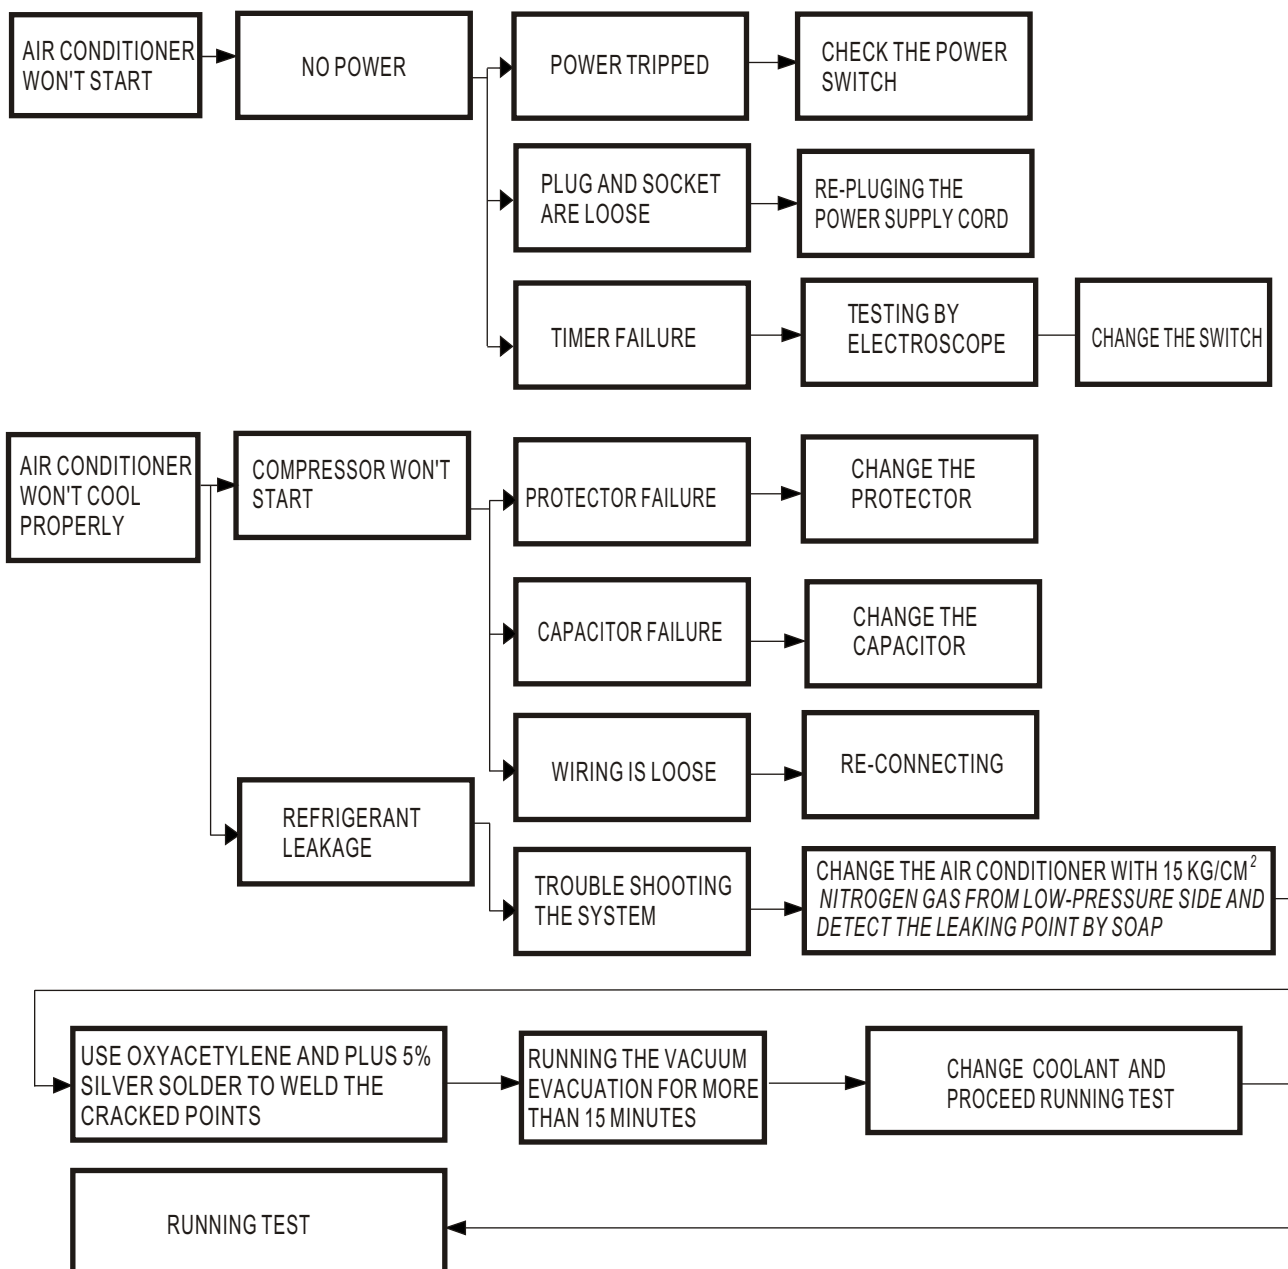 AIR CONDITIONER
WON'T START
NO POWER
POWER TRIPPED
CHECK THE POWER
SWITCH
PLUG AND SOCKET
ARE LOOSE
RE-PLUGING THE
POWER SUPPLY CORD
TIMER FAILURE
TESTING BY
ELECTROSCOPE
CHANGE THE SWITCH
AIR CONDITIONER
WON'T COOL
PROPERLY
COMPRESSOR WON'T
START
PROTECTOR FAILURE
CHANGE THE
PROTECTOR
CAPACITOR FAILURE
CHANGE THE
CAPACITOR
WIRING IS LOOSE
RE-CONNECTING
REFRIGERANT
LEAKAGE
TROUBLE SHOOTING
THE SYSTEM
CHANGE THE AIR CONDITIONER WITH 15 KG/CM²
NITROGEN GAS FROM LOW-PRESSURE SIDE AND
DETECT THE LEAKING POINT BY SOAP
USE OXYACETYLENE AND PLUS 5%
SILVER SOLDER TO WELD THE
CRACKED POINTS
RUNNING THE VACUUM
EVACUATION FOR MORE
THAN 15 MINUTES
CHANGE COOLANT AND
PROCEED RUNNING TEST
RUNNING TEST